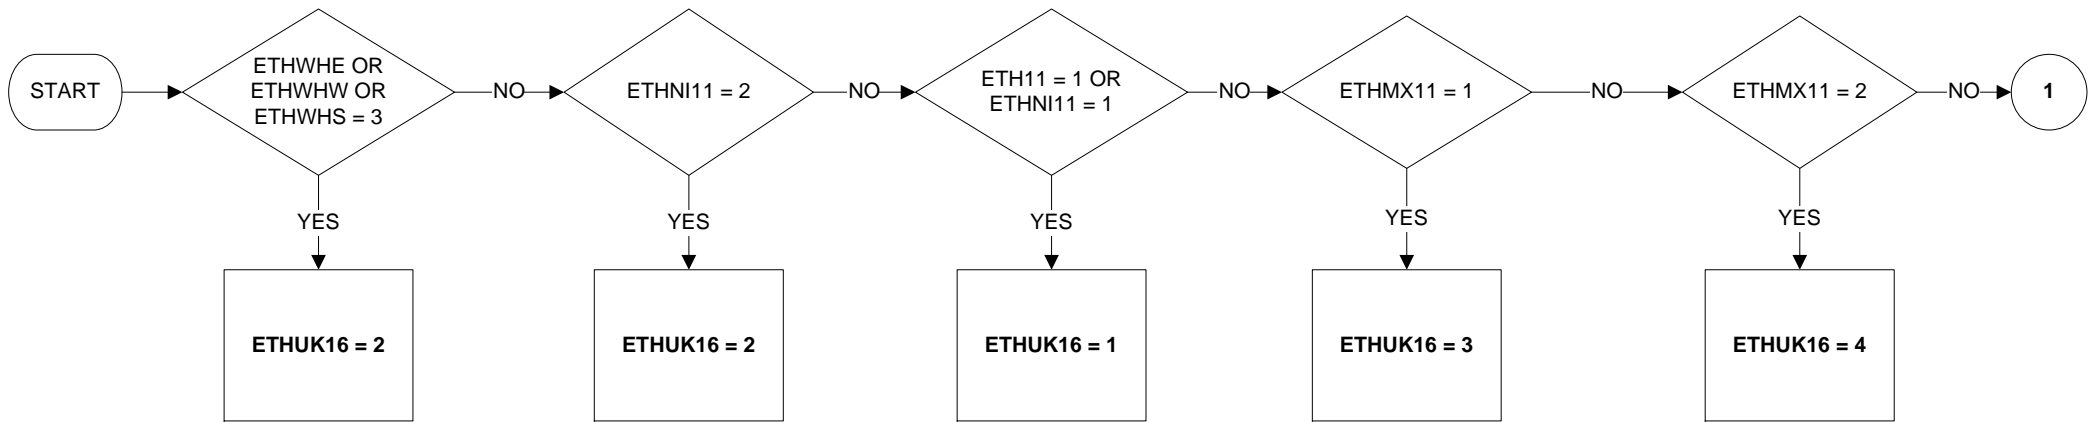 START
ETHWHE OR
ETHWHW OR
ETHWHS = 3
NO
ETHNI11 = 2
NO
ETH11 = 1 OR
ETHNI11 = 1
NO
ETHMX11 = 1
NO
ETHMX11 = 2
NO
1
YES
YES
YES
YES
YES
ETHUK16 = 2
ETHUK16 = 2
ETHUK16 = 1
ETHUK16 = 3
ETHUK16 = 4